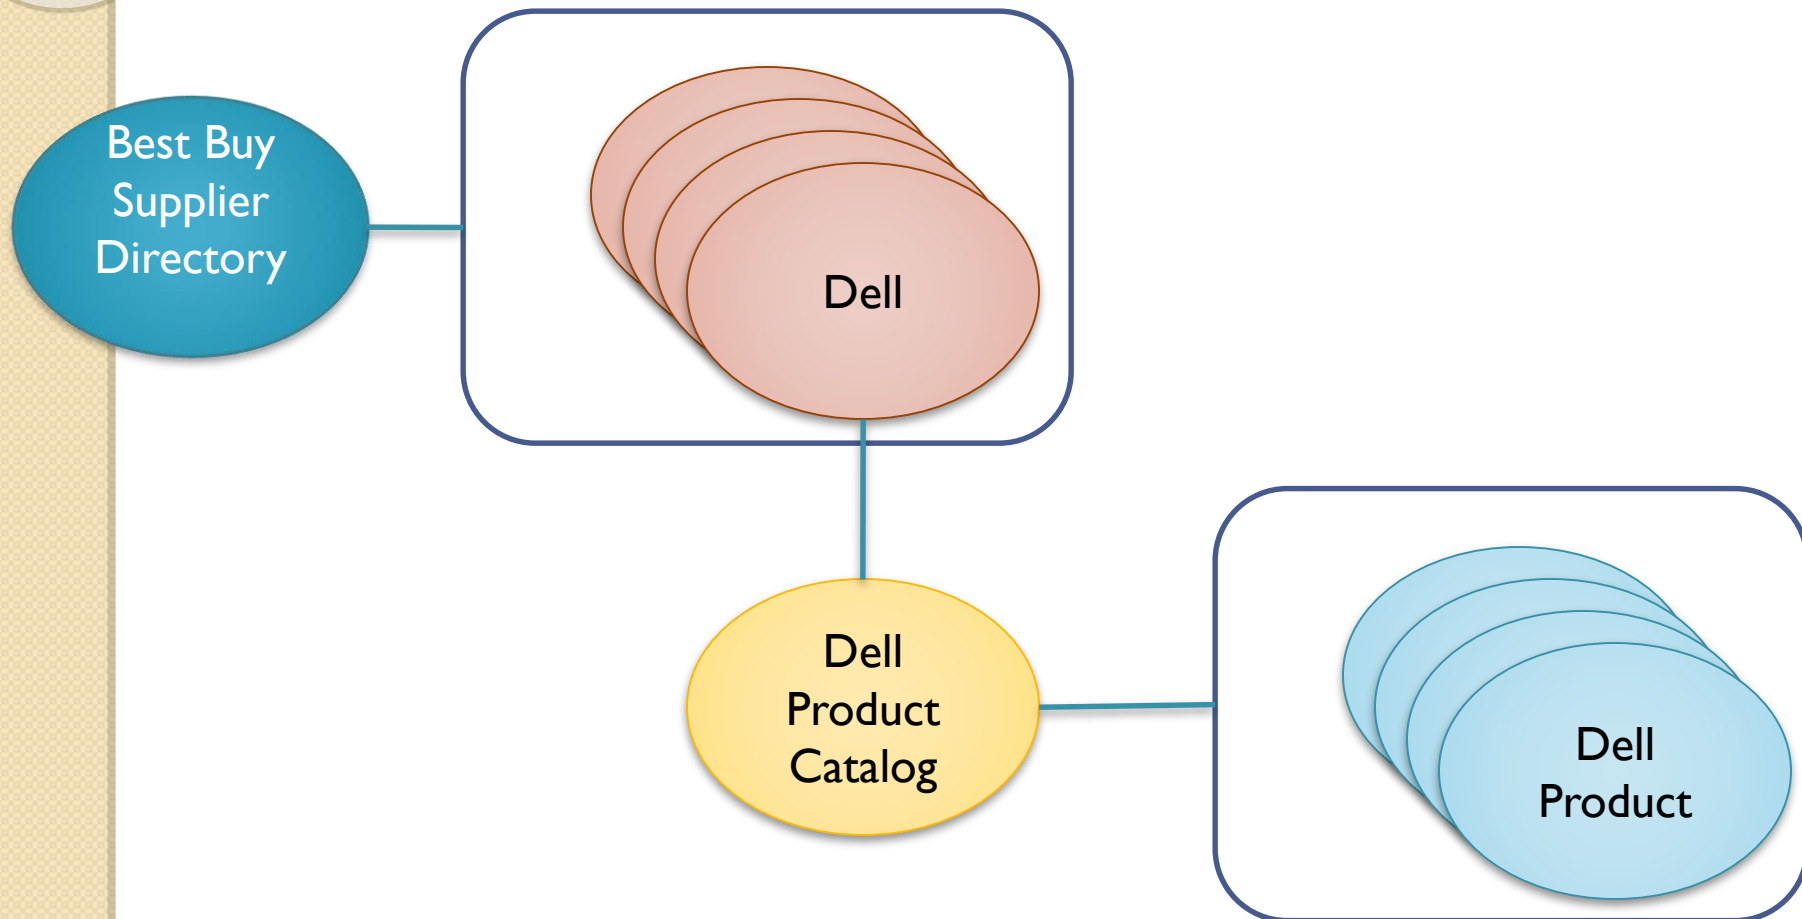 Best Buy
Supplier
Directory
Dell
Dell
Product
Catalog
Dell
Product